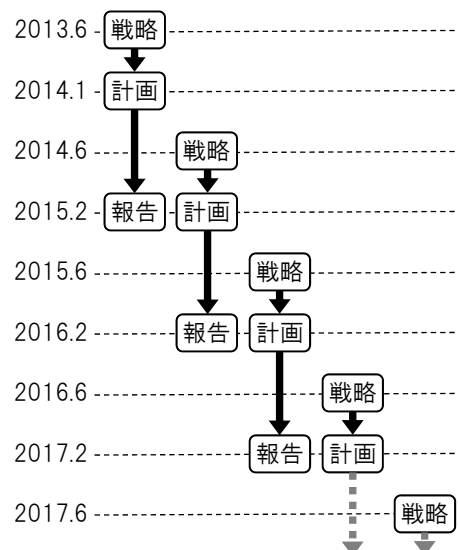 2013.6 戦略
2014.1 計画
2014.6 戦略
2015.2 報告 計画
2015.6 戦略
2016.2 報告 計画
2016.6 戦略
2017.2 報告 計画
2017.6 戦略